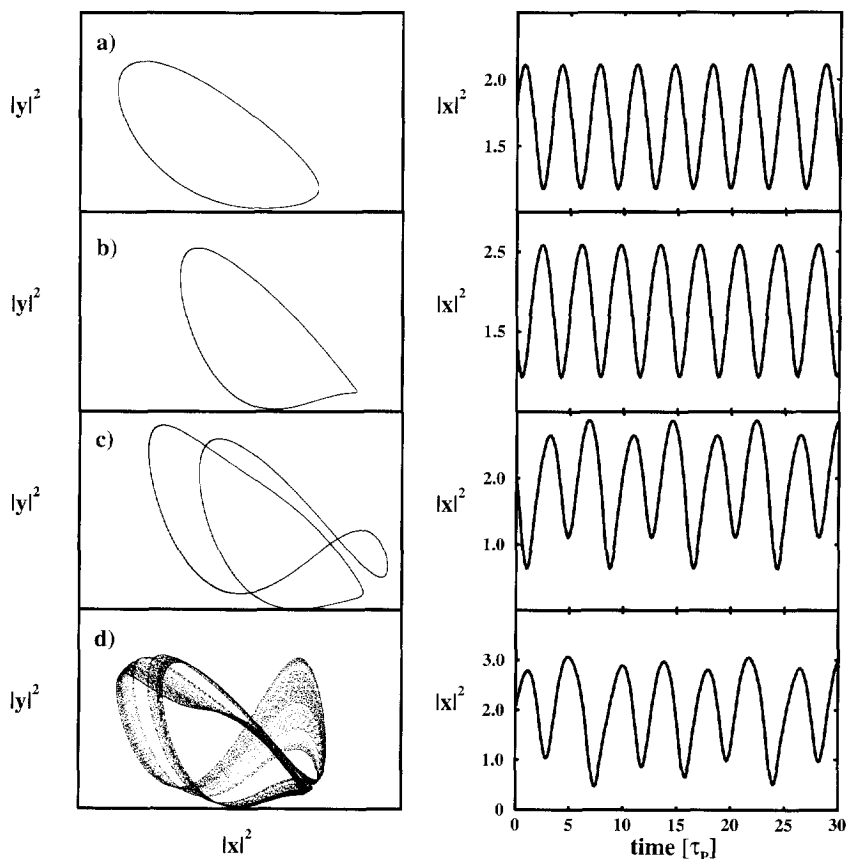 a)
|y|²
|x|²
2.0
1.5
b)
|y|²
|x|²
2.5
1.5
c)
|y|²
|x|²
2.0
1.0
d)
|y|²
|x|²
3.0
2.0
1.0
0
0 5 10 15 20 25 30
|x|²
time [τP]